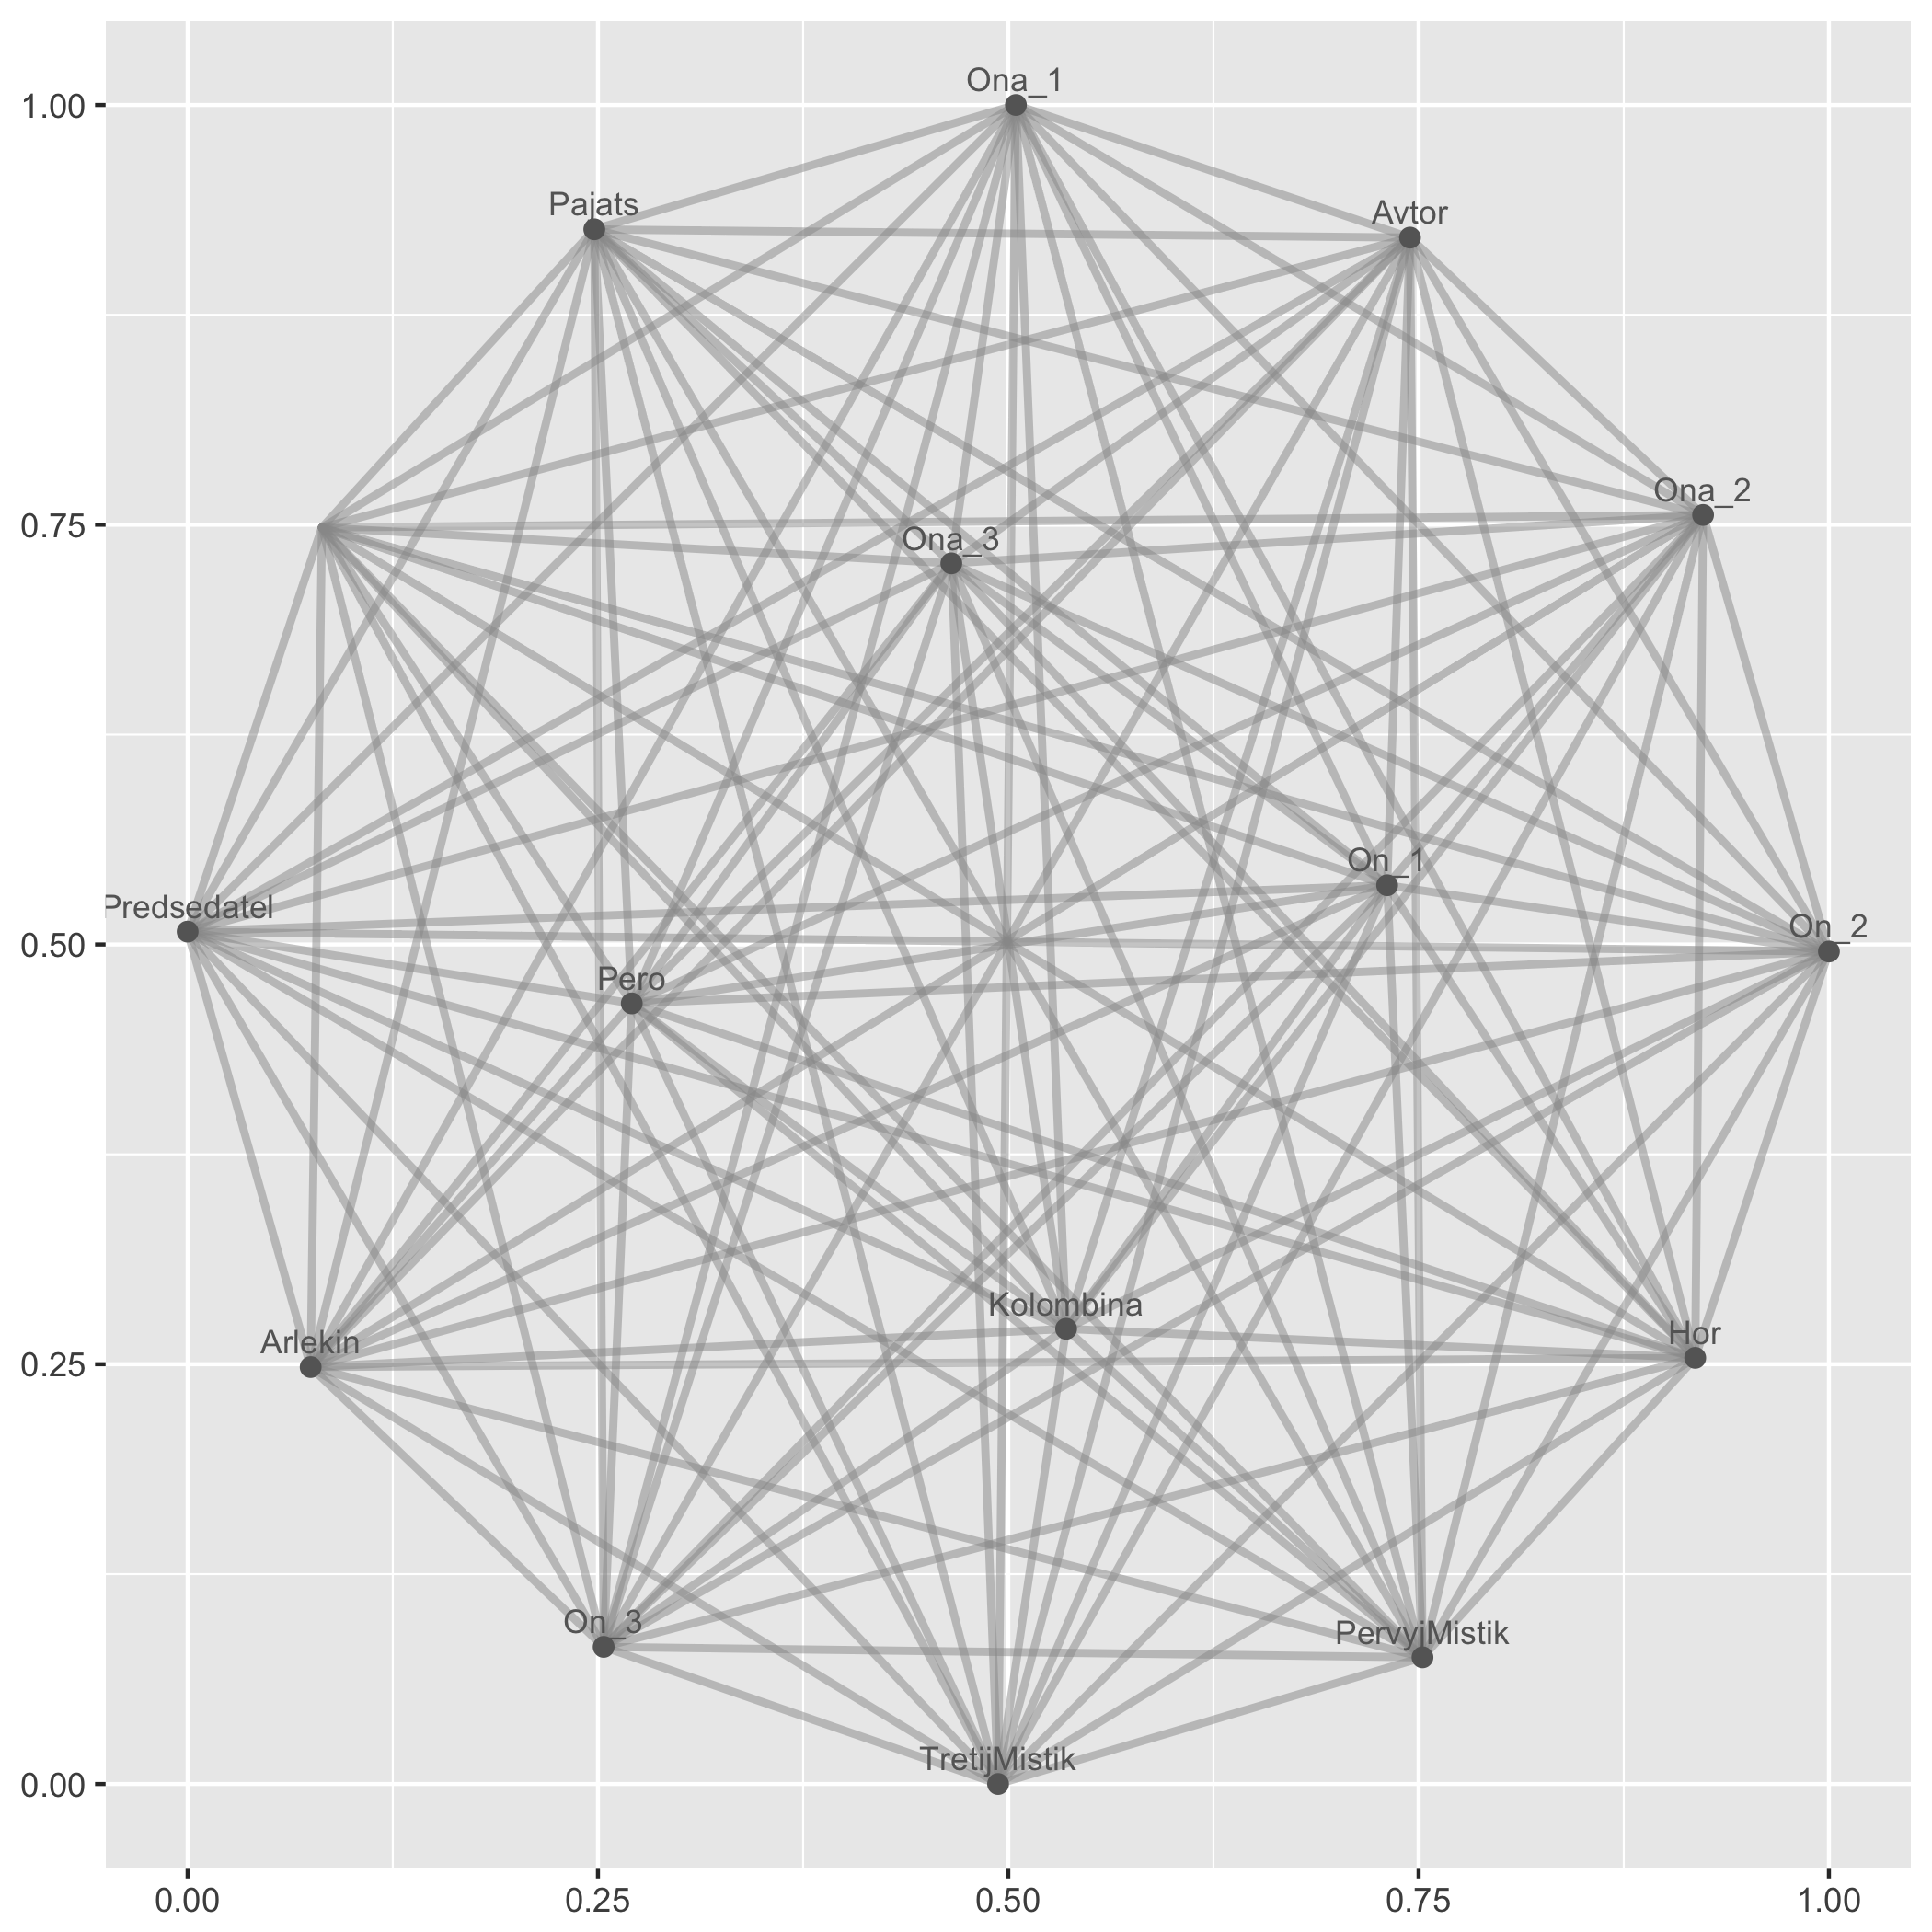 Ona_1
1.00
Pajats
Avtor
Ona_2
0.75
Ona_3
On_1
Predsedatel
On_2
0.50
Pero
Kolombina
Hor
Arlekin
0.25
On_3
PervyjMistik
TretijMistik
0.00
0.00 0.25 0.50 0.75 1.00